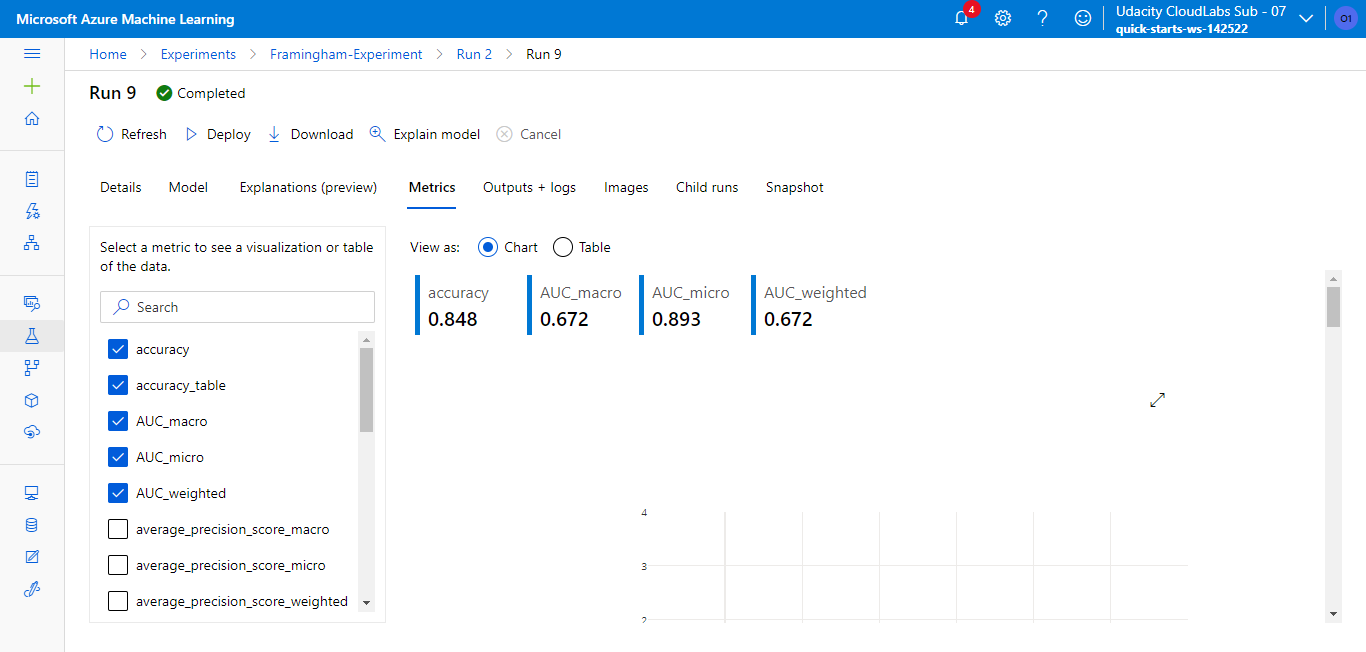 Microsoft Azure Machine Learning
4
Udacity CloudLabs Sub - 07
quick-starts-ws-142522
O1
Home > Experiments > Framingham-Experiment > Run 2 > Run 9
Run 9 Completed
Refresh Deploy Download Explain model Cancel
Details Model Explanations (preview) Metrics Outputs + logs Images Child runs Snapshot
Select a metric to see a visualization or table
of the data.
Search
accuracy
accuracy_table
AUC_macro
AUC_micro
AUC_weighted
average_precision_score_macro
average_precision_score_micro
average_precision_score_weighted
View as: Chart Table
accuracy AUC_macro AUC_micro AUC_weighted
0.848 0.672 0.893 0.672
4
3
2